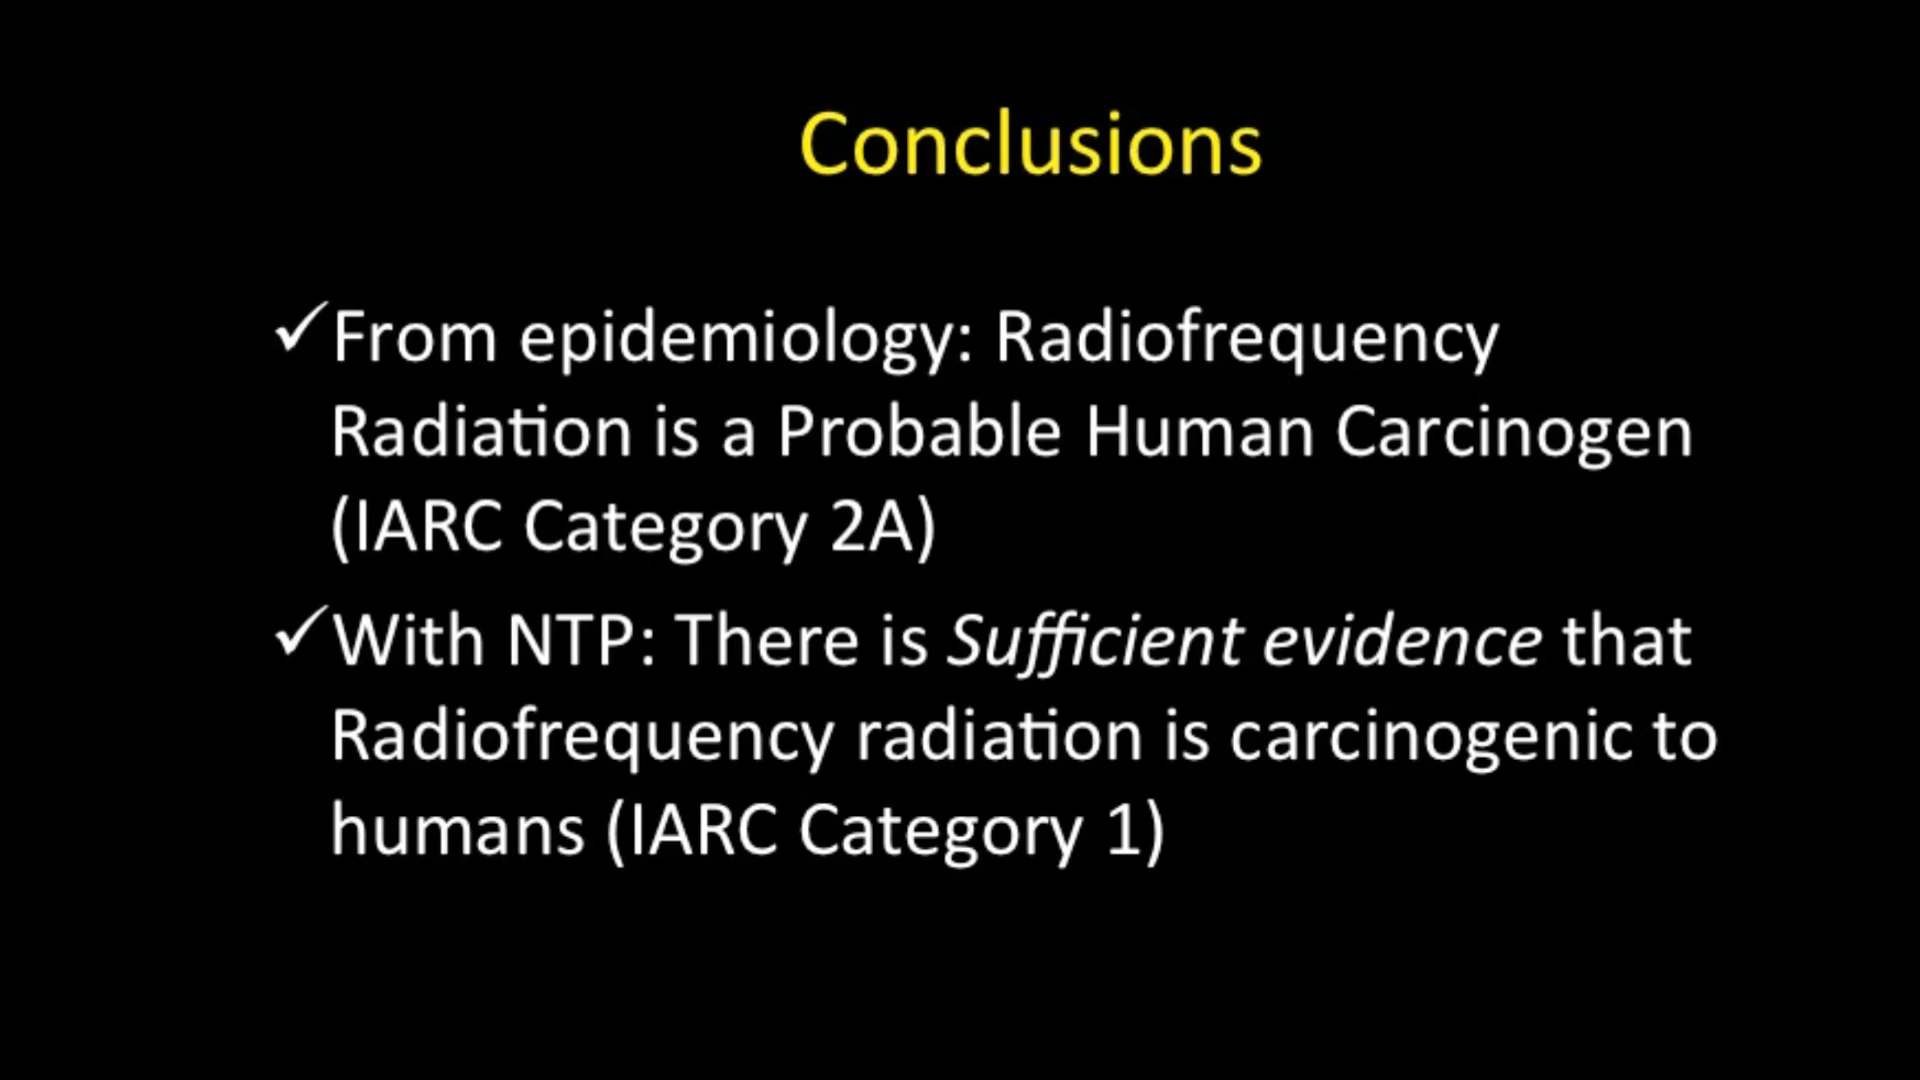 Conclusions
✓From epidemiology: Radiofrequency
Radiation is a Probable Human Carcinogen
(IARC Category 2A)
✓With NTP: There is Sufficient evidence that
Radiofrequency radiation is carcinogenic to
humans (IARC Category 1)